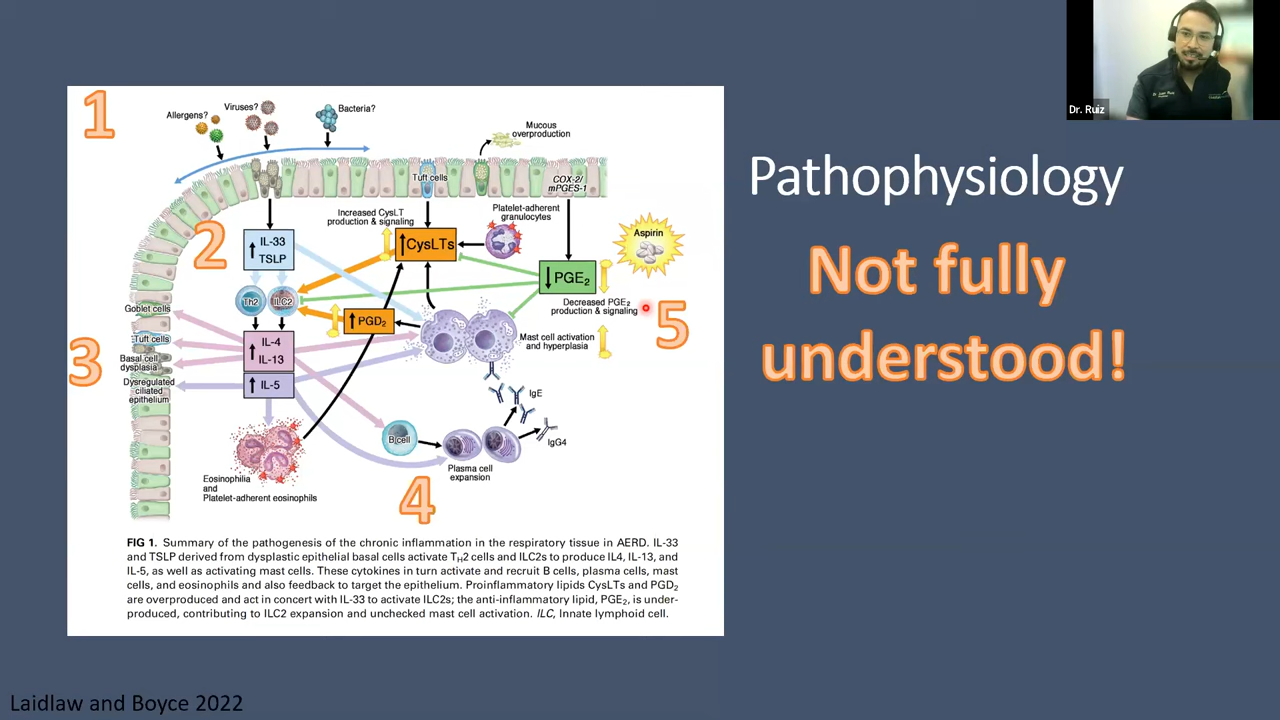 1
Allergens?
Viruses?
Bacteria?
Mucous
overproduction
Tuft cells
COX-2/
mPGES-1
Increased CysLT
production & signaling
Platelet-adherent
granulocytes
2
↑ IL-33
TSLP
↑CysLTs
Aspirin
↓PGE₂
Decreased PGE₂
production & signaling
5
Th2
ILC2
↑ PGD₂
Mast cell activation
and hyperplasia
Goblet cells
Tuft cells
3
Basal cell
dysplasia
Dysregulated
ciliated
epithelium
↑ IL-4
IL-13
↑ IL-5
IgE
IgG4
B cell
Plasma cell
expansion
4
Eosinophilia
and
Platelet-adherent eosinophils
FIG 1. Summary of the pathogenesis of the chronic inflammation in the respiratory tissue in AERD. IL-33
and TSLP derived from dysplastic epithelial basal cells activate TH2 cells and ILC2s to produce IL4, IL-13, and
IL-5, as well as activating mast cells. These cytokines in turn activate and recruit B cells, plasma cells, mast
cells, and eosinophils and also feedback to target the epithelium. Proinflammatory lipids CysLTs and PGD₂
are overproduced and act in concert with IL-33 to activate ILC2s; the anti-inflammatory lipid, PGE₂, is under-
produced, contributing to ILC2 expansion and unchecked mast cell activation. ILC, Innate lymphoid cell.
Pathophysiology
Not fully
understood!
Dr. Ruiz
Laidlaw and Boyce 2022